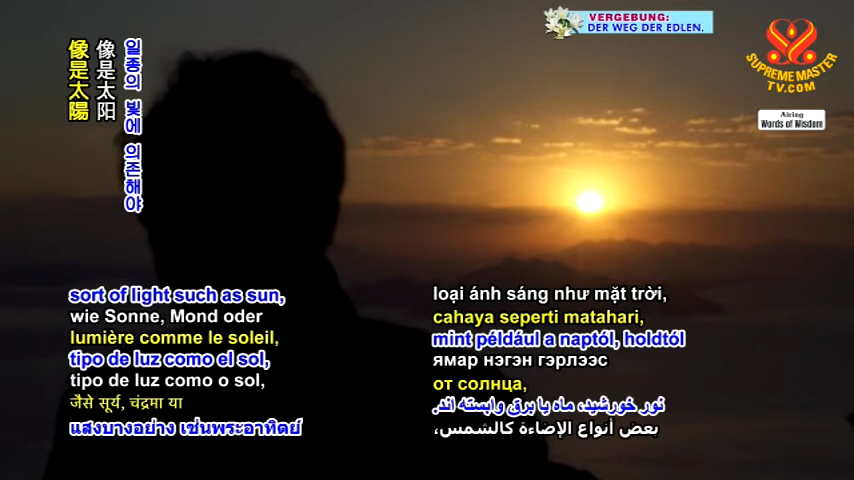 VERGEBUNG:
DER WEG DER EDLEN.
SUPREME MASTER
TV.COM
Airing
Words of Wisdom
像是太陽
像是太阳
일종의 빛에 의존해야
sort of light such as sun,
wie Sonne, Mond oder
lumière comme le soleil,
tipo de luz como el sol,
tipo de luz como o sol,
जैसे सूर्य, चंद्रमा या
แสงบางอย่าง เช่นพระอาทิตย์
loại ánh sáng như mặt trời,
cahaya seperti matahari,
mint például a naptól, holdtól
ямар нэгэн гэрлээс
от солнца,
نور خورشید، ماه یا برق وابسته اند.
بعض أنواع الإضاءة كالشمس،